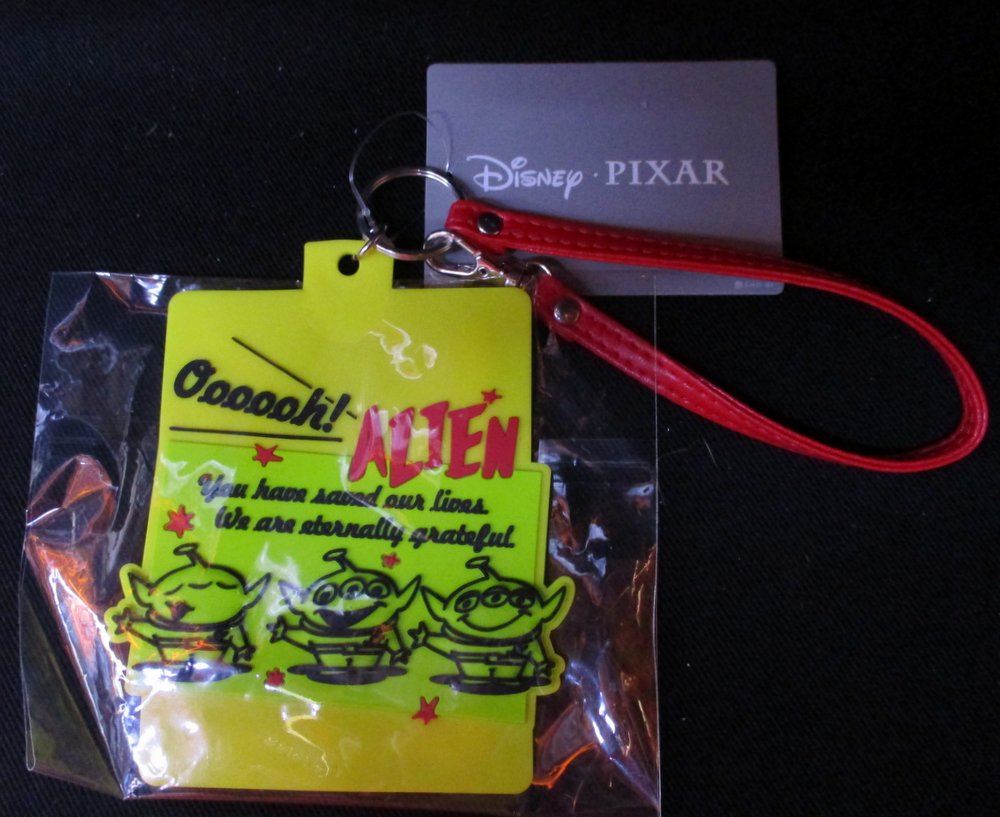 Disney · PIXAR
Oooooh!
ALIEN
You have saved our lives.
We are eternally grateful.